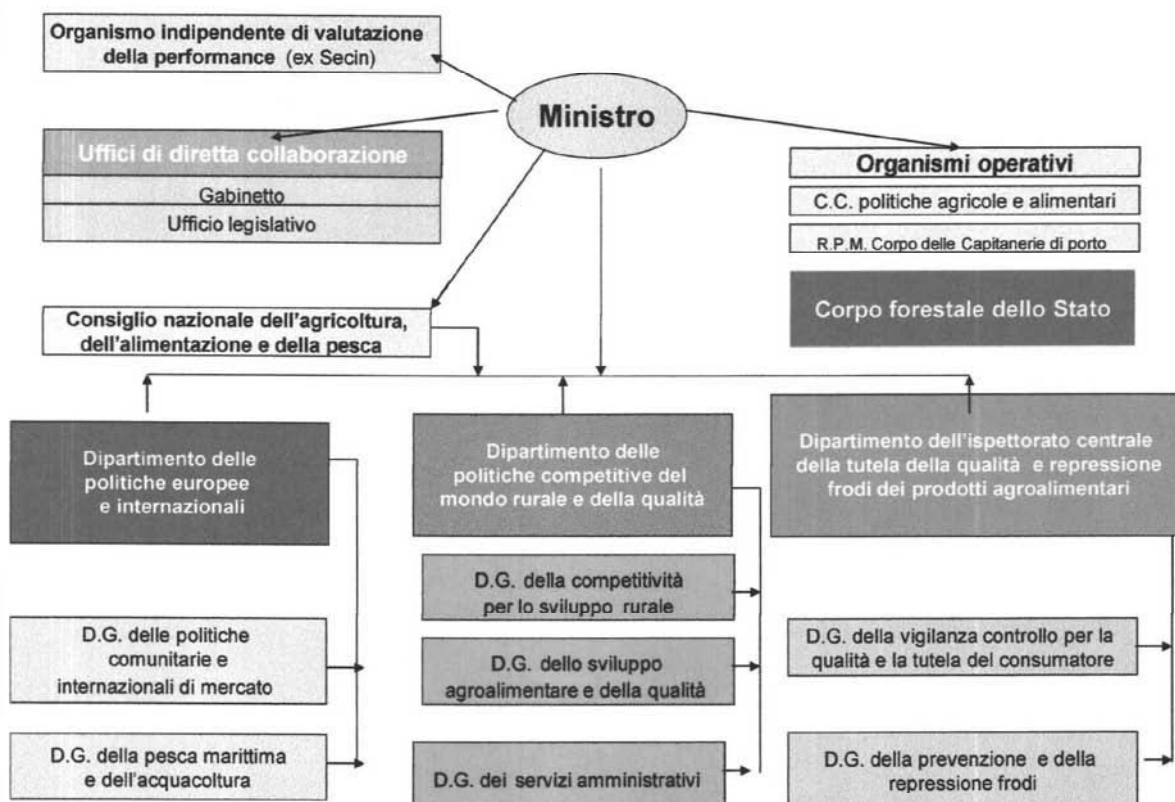 Organismo indipendente di valutazione
della performance (ex Secin)
Ministro
Uffici di diretta collaborazione
Gabinetto
Ufficio legislativo
Organismi operativi
C.C. politiche agricole e alimentari
R.P.M. Corpo delle Capitanerie di porto
Corpo forestale dello Stato
Consiglio nazionale dell'agricoltura,
dell'alimentazione e della pesca
Dipartimento delle
politiche europee
e internazionali
Dipartimento delle
politiche competitive del
mondo rurale e della qualità
Dipartimento dell'ispettorato centrale
della tutela della qualità e repressione
frodi dei prodotti agroalimentari
D.G. delle politiche
comunitarie e
internazionali di mercato
D.G. della pesca marittima
e dell'acquacoltura
D.G. della competitività
per lo sviluppo rurale
D.G. dello sviluppo
agroalimentare e della qualità
D.G. dei servizi amministrativi
D.G. della vigilanza controllo per la
qualità e la tutela del consumatore
D.G. della prevenzione e della
repressione frodi